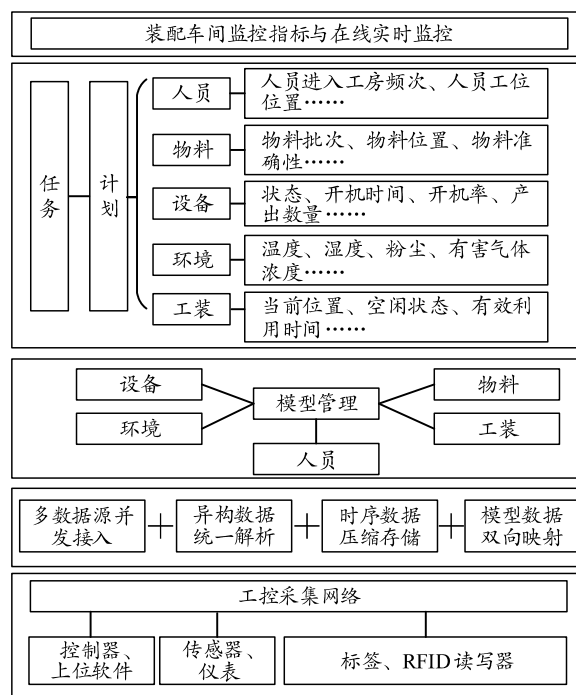 装配车间监控指标与在线实时监控
任务
计划
人员
人员进入工房频次、人员工位
位置……
物料
物料批次、物料位置、物料准
确性……
设备
状态、开机时间、开机率、产
出数量……
环境
温度、湿度、粉尘、有害气体
浓度……
工装
当前位置、空闲状态、有效利
用时间……
设备
物料
模型管理
环境
工装
人员
多数据源并
发接入
异构数据
统一解析
时序数据
压缩存储
模型数据
双向映射
工控采集网络
控制器、
上位软件
传感器、
仪表
标签、RFID读写器